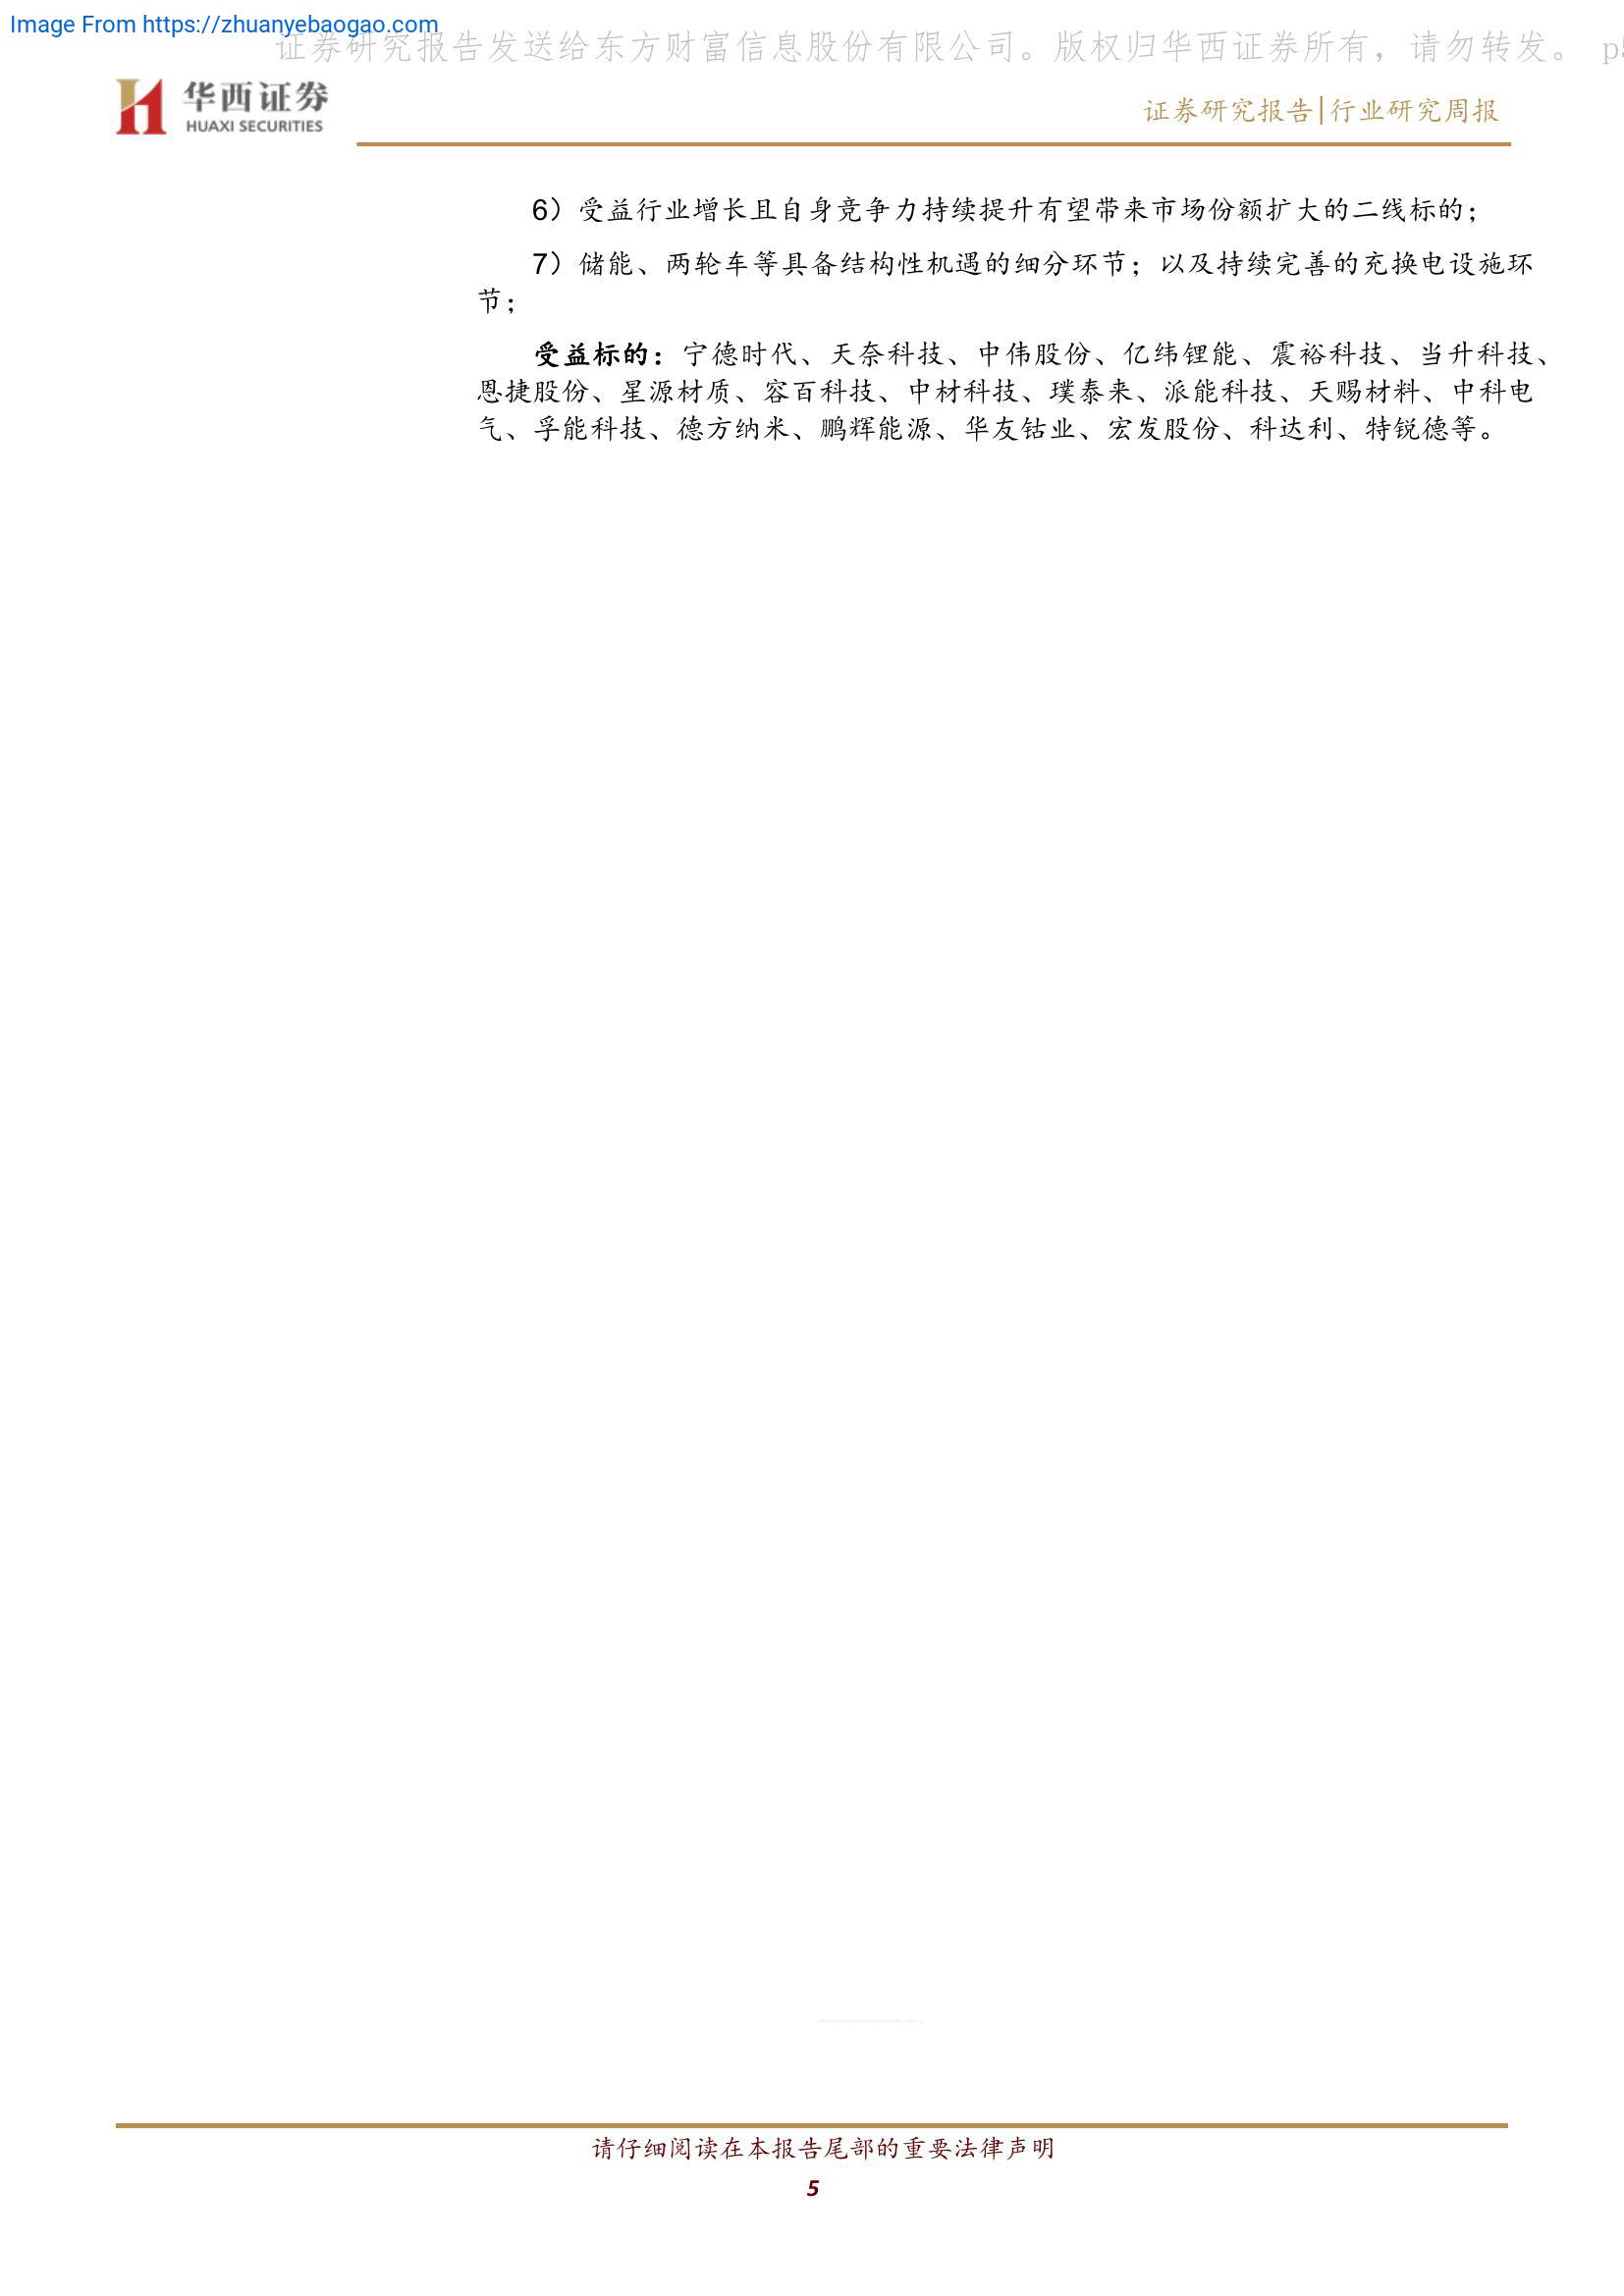 Image From https://zhuanyebaogao.com
证券研究报告发送给东方财富信息股份有限公司。版权归华西证券所有，请勿转发。 p5
华西证券
HUAXI SECURITIES
证券研究报告|行业研究周报
6）受益行业增长且自身竞争力持续提升有望带来市场份额扩大的二线标的；
7）储能、两轮车等具备结构性机遇的细分环节；以及持续完善的充换电设施环
节；
受益标的：宁德时代、天奈科技、中伟股份、亿纬锂能、震裕科技、当升科技、
恩捷股份、星源材质、容百科技、中材科技、璞泰来、派能科技、天赐材料、中科电
气、孚能科技、德方纳米、鹏辉能源、华友钴业、宏发股份、科达利、特锐德等。
请仔细阅读在本报告尾部的重要法律声明
5